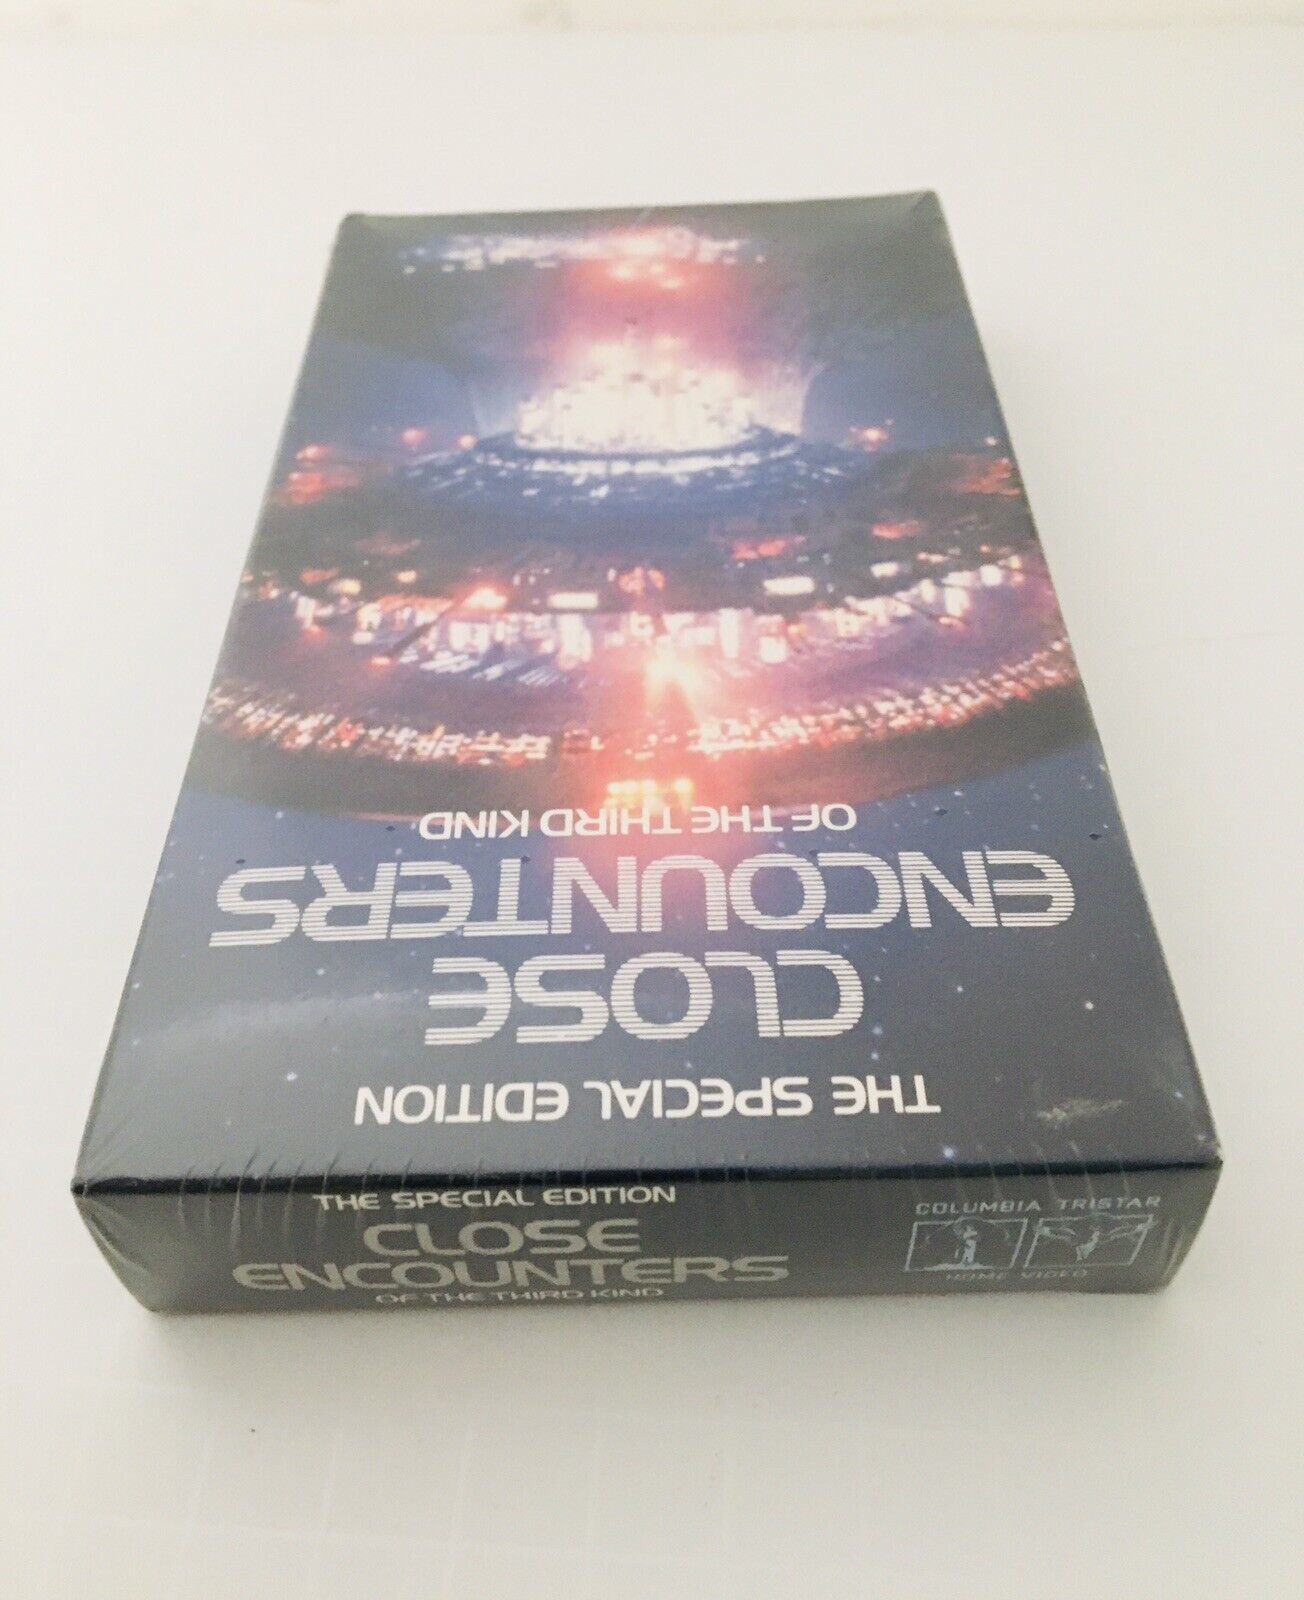 THE SPECIAL EDITION
CLOSE
ENCOUNTERS
OF THE THIRD KIND
THE SPECIAL EDITION
CLOSE
ENCOUNTERS
OF THE THIRD KIND
COLUMBIA TRISTAR
HOME VIDEO